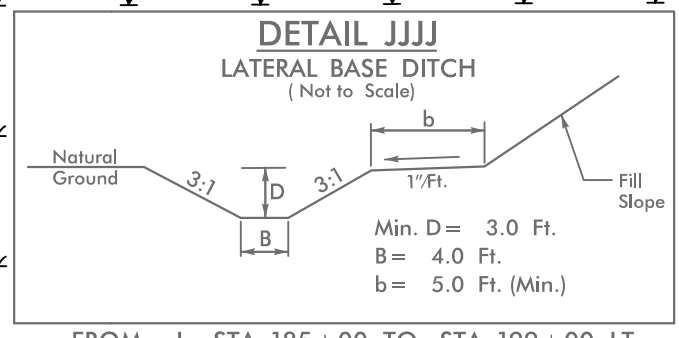 DETAIL JJJJ
LATERAL BASE DITCH
( Not to Scale)
b
Natural
Ground
3:1
D
3:1
1"/Ft.
Fill
Slope
B
Min. D= 3.0 Ft.
B= 4.0 Ft.
b= 5.0 Ft. (Min.)